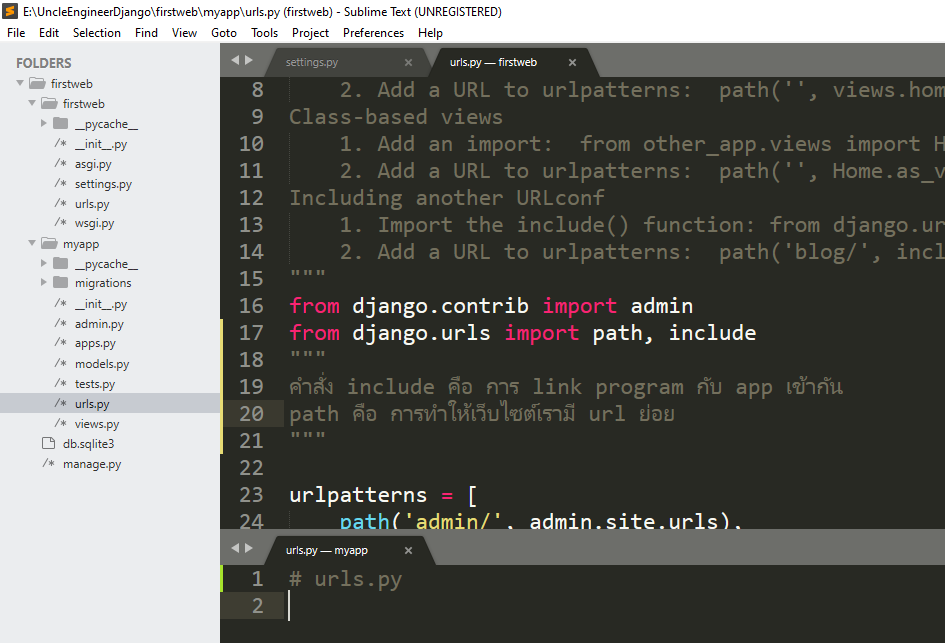 E:\UncleEngineerDjango\firstweb\myapp\urls.py (firstweb) - Sublime Text (UNREGISTERED)
File Edit Selection Find View Goto Tools Project Preferences Help
FOLDERS
firstweb
firstweb
__pycache__
/* __init__.py
/* asgi.py
/* settings.py
/* urls.py
/* wsgi.py
myapp
__pycache__
migrations
/* __init__.py
/* admin.py
/* apps.py
/* models.py
/* tests.py
/* urls.py
/* views.py
db.sqlite3
/* manage.py
settings.py × urls.py — firstweb ×
8 2. Add a URL to urlpatterns:  path('', views.hom
9 Class-based views
10 1. Add an import:  from other_app.views import H
11 2. Add a URL to urlpatterns:  path('', Home.as_v
12 Including another URLconf
13 1. Import the include() function: from django.ur
14 2. Add a URL to urlpatterns:  path('blog/', incl
15 """
16 from django.contrib import admin
17 from django.urls import path, include
18 """
19 คำสั่ง include คือ การ link program กับ app เข้ากัน
20 path คือ การทำให้เว็บไซต์เรามี url ย่อย
21 """
22
23 urlpatterns = [
24 path('admin/', admin.site.urls),
urls.py — myapp ×
1 # urls.py
2